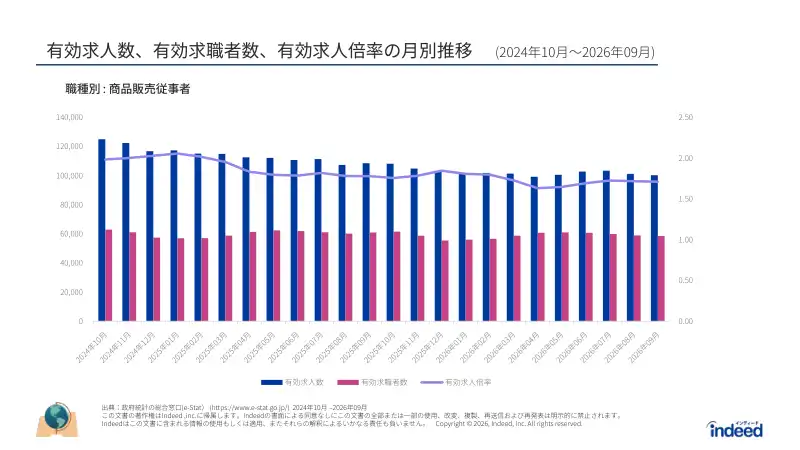 有効求人数、有効求職者数、有効求人倍率の月別推移 (2024年10月～2026年09月)
職種別 : 商品販売従事者
140,000
120,000
100,000
80,000
60,000
40,000
20,000
0
2.50
2.00
1.50
1.00
0.50
0.00
2024年10月
2024年11月
2024年12月
2025年01月
2025年02月
2025年03月
2025年04月
2025年05月
2025年06月
2025年07月
2025年08月
2025年09月
2025年10月
2025年11月
2025年12月
2026年01月
2026年02月
2026年03月
2026年04月
2026年05月
2026年06月
2026年07月
2026年08月
2026年09月
有効求人数 有効求職者数 有効求人倍率
出典：政府統計の総合窓口(e-Stat) (https://www.e-stat.go.jp/) 2024年10月 –2026年09月
この文書の著作権はIndeed ,inc.に帰属します。Indeedの書面による同意なしにこの文書の全部または一部の使用、改変、複製、再送信および再発表は明示的に禁止されます。
Indeedはこの文書に含まれる情報の使用もしくは適用、またそれらの解釈によるいかなる責任も負いません。 Copyright © 2026, Indeed, Inc. All rights reserved.
インディード
indeed